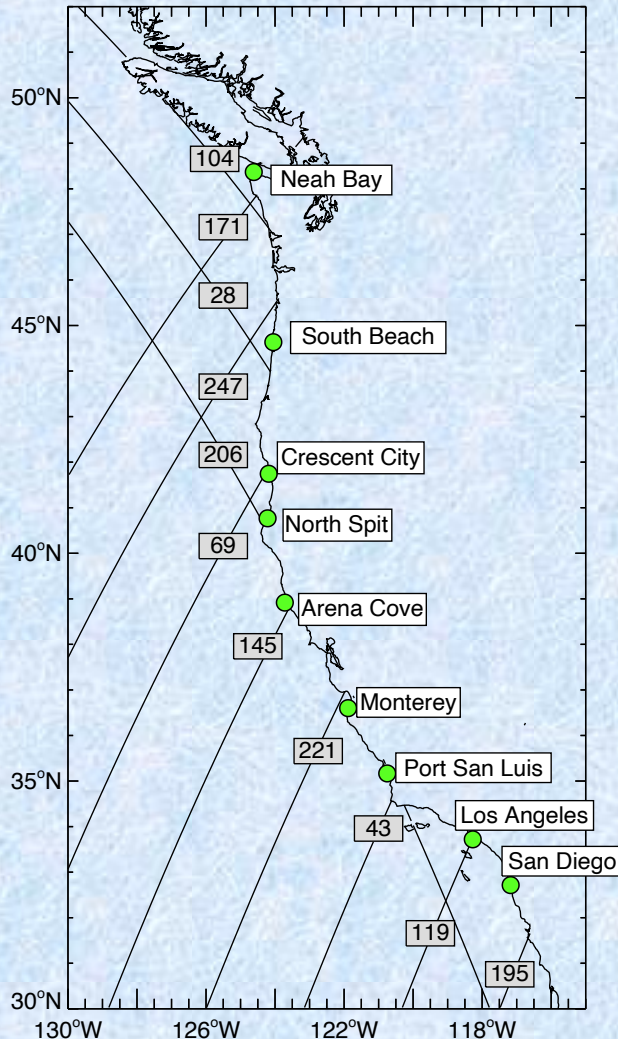 50°N
104
Neah Bay
171
28
45°N
South Beach
247
206
Crescent City
North Spit
69
40°N
Arena Cove
145
Monterey
221
35°N
Port San Luis
43
Los Angeles
San Diego
119
195
30°N
130°W 126°W 122°W 118°W